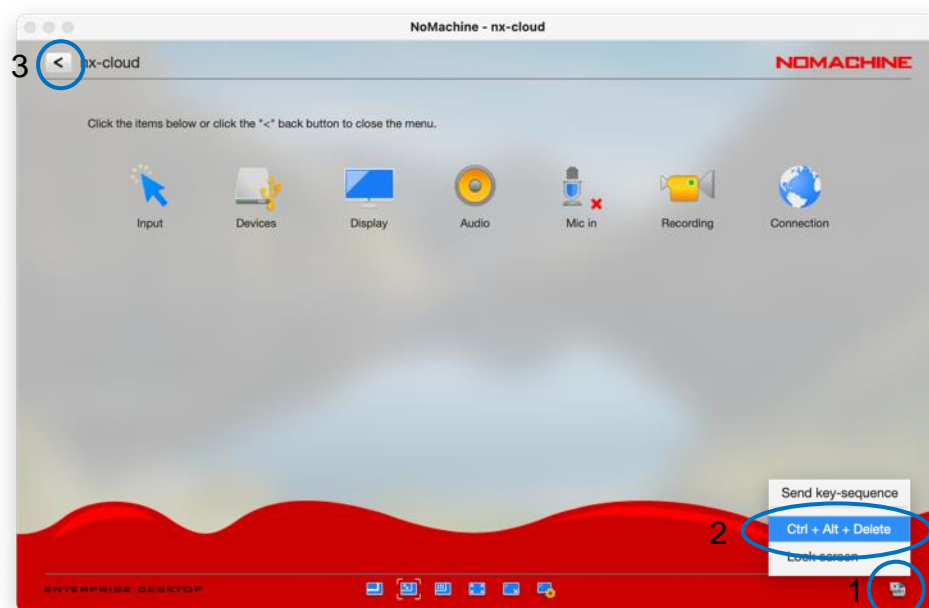 NoMachine - nx-cloud
3
<
nx-cloud
NOMACHINE
Click the items below or click the "<" back button to close the menu.
Input
Devices
Display
Audio
Mic in
Recording
Connection
Send key-sequence
2
Ctrl + Alt + Delete
Lock screen
ENTERPRISE DESKTOP
1